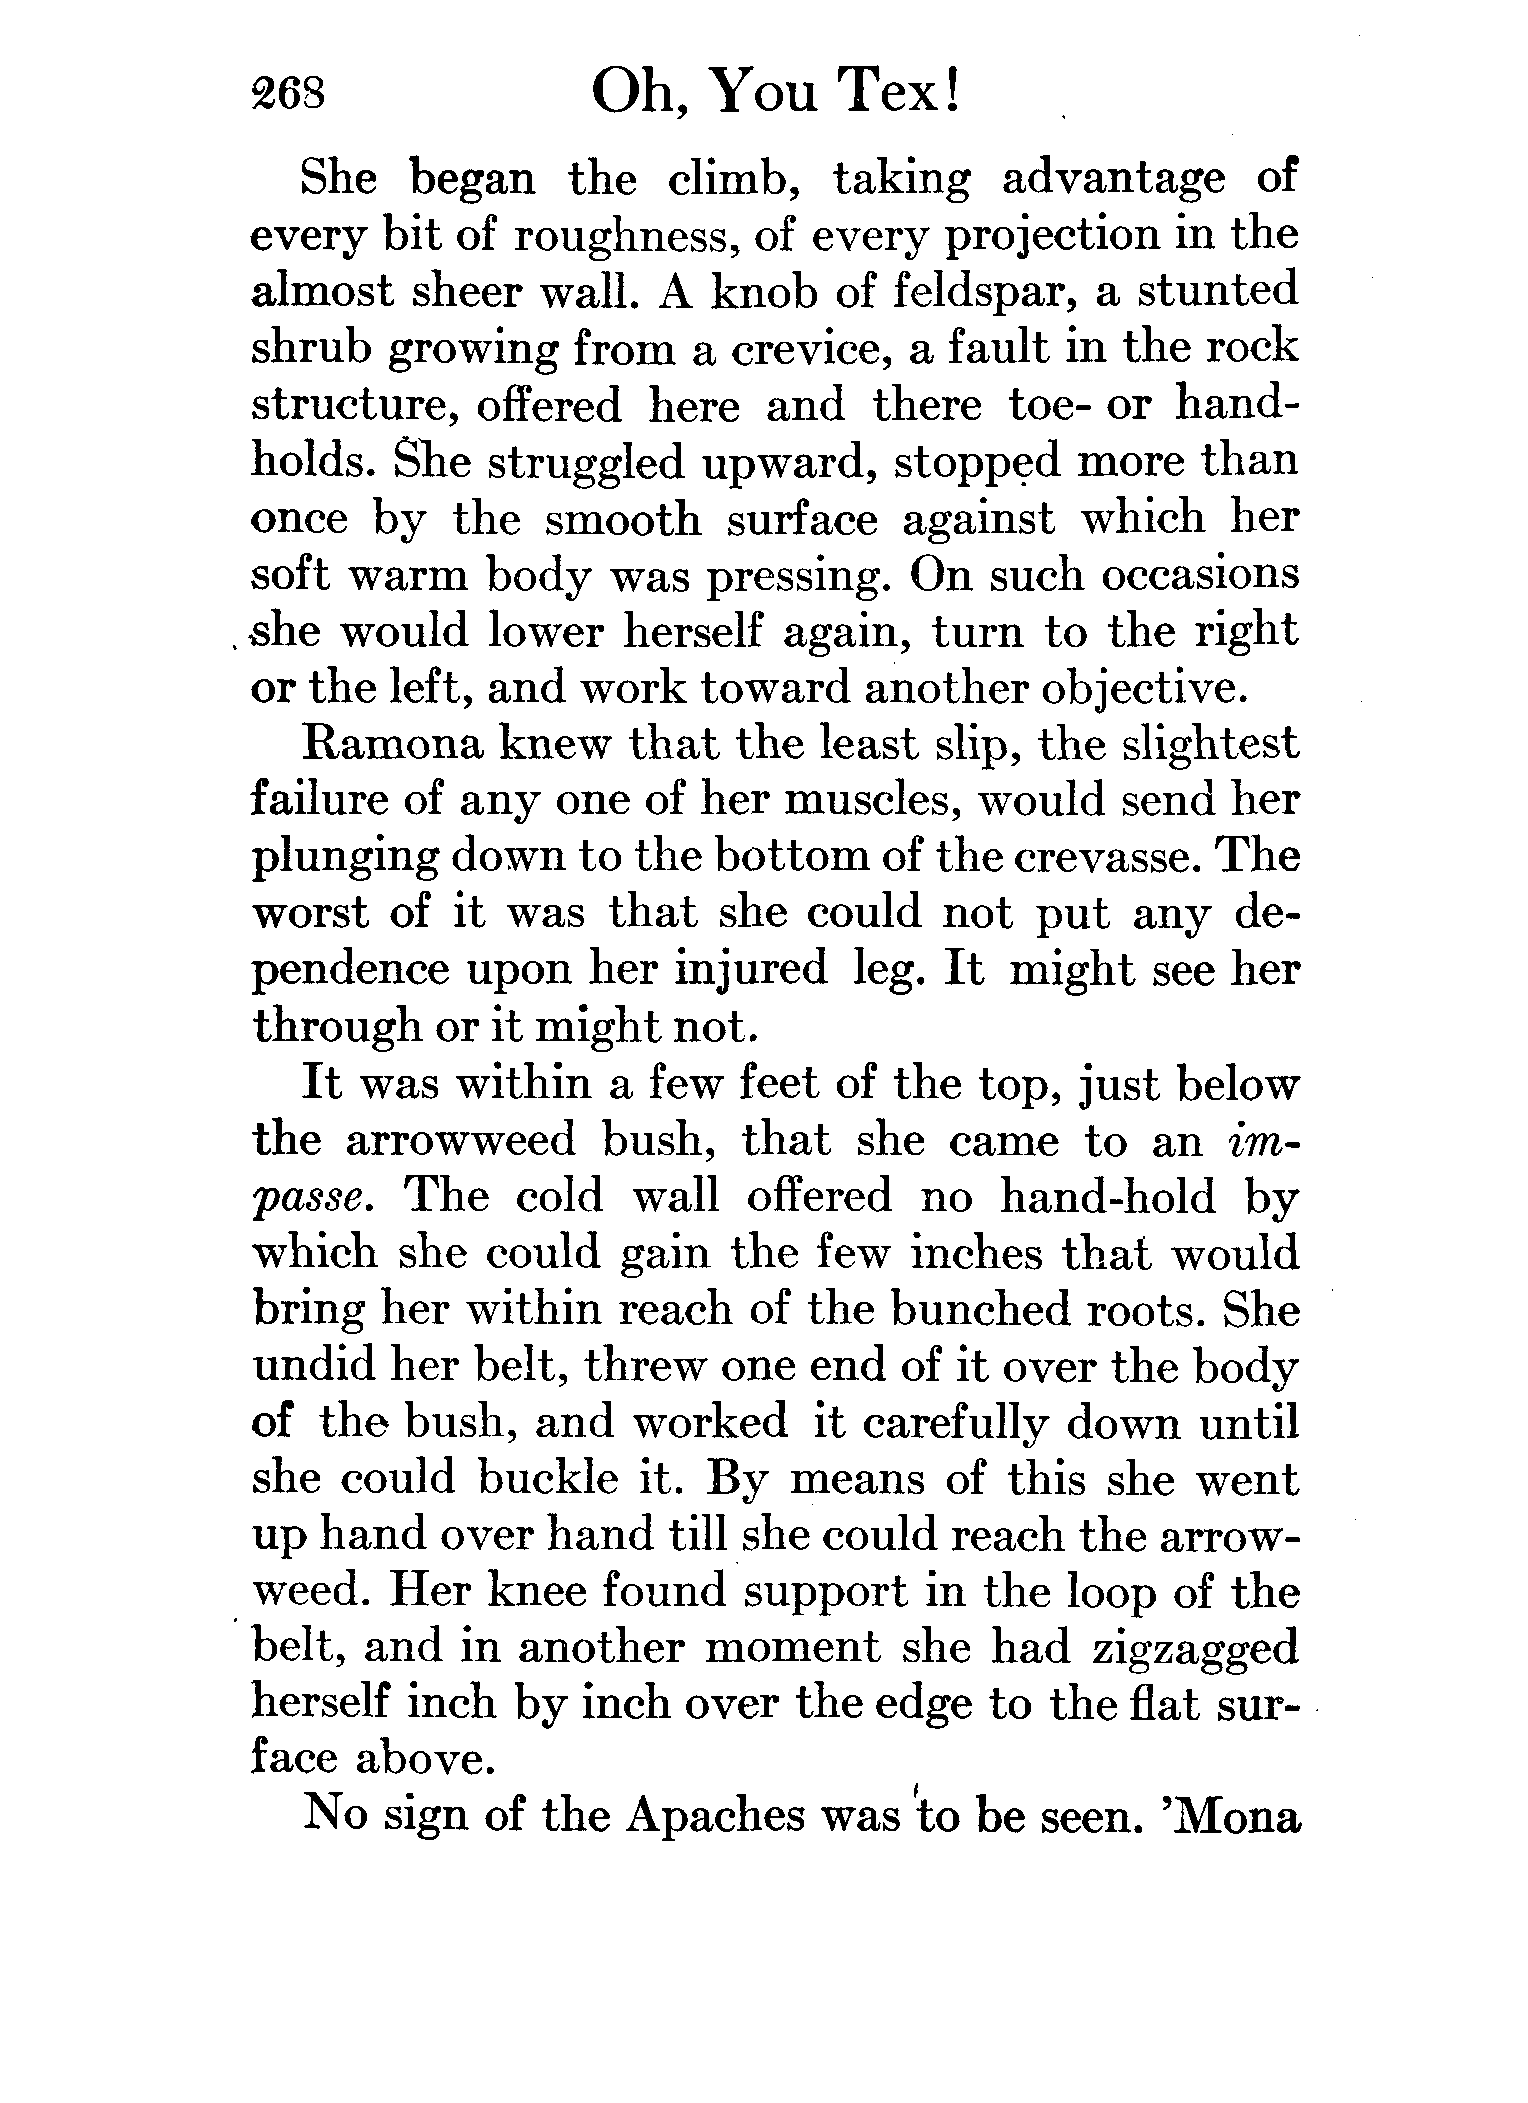 268 Oh, You Tex!
She began the climb, taking advantage of
every bit of roughness, of every projection in the
almost sheer wall. A knob of feldspar, a stunted
shrub growing from a crevice, a fault in the rock
structure, offered here and there toe- or hand-
holds. She struggled upward, stopped more than
once by the smooth surface against which her
soft warm body was pressing. On such occasions
she would lower herself again, turn to the right
or the left, and work toward another objective.
Ramona knew that the least slip, the slightest
failure of any one of her muscles, would send her
plunging down to the bottom of the crevasse. The
worst of it was that she could not put any de-
pendence upon her injured leg. It might see her
through or it might not.
It was within a few feet of the top, just below
the arrowweed bush, that she came to an im-
passe. The cold wall offered no hand-hold by
which she could gain the few inches that would
bring her within reach of the bunched roots. She
undid her belt, threw one end of it over the body
of the bush, and worked it carefully down until
she could buckle it. By means of this she went
up hand over hand till she could reach the arrow-
weed. Her knee found support in the loop of the
belt, and in another moment she had zigzagged
herself inch by inch over the edge to the flat sur-
face above.
No sign of the Apaches was to be seen. 'Mona